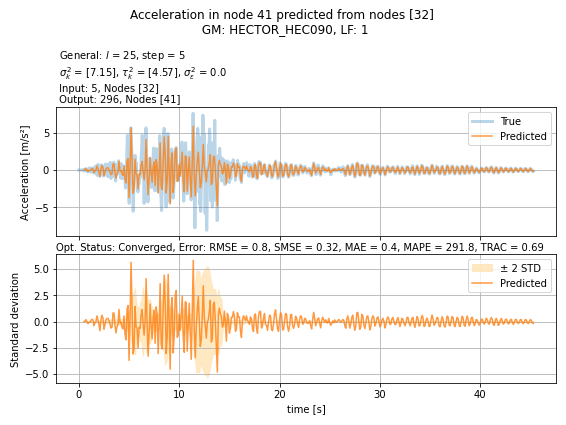 Acceleration in node 41 predicted from nodes [32]
GM: HECTOR_HEC090, LF: 1
General: l = 25, step = 5
σ²ₖ = [7.15], τ²ₖ = [4.57], σ²ε = 0.0
Input: 5, Nodes [32]
Output: 296, Nodes [41]
Acceleration [m/s²]
5
0
−5
True
Predicted
Opt. Status: Converged, Error: RMSE = 0.8, SMSE = 0.32, MAE = 0.4, MAPE = 291.8, TRAC = 0.69
Standard deviation
5.0
2.5
0.0
−2.5
−5.0
± 2 STD
Predicted
0 10 20 30 40
time [s]